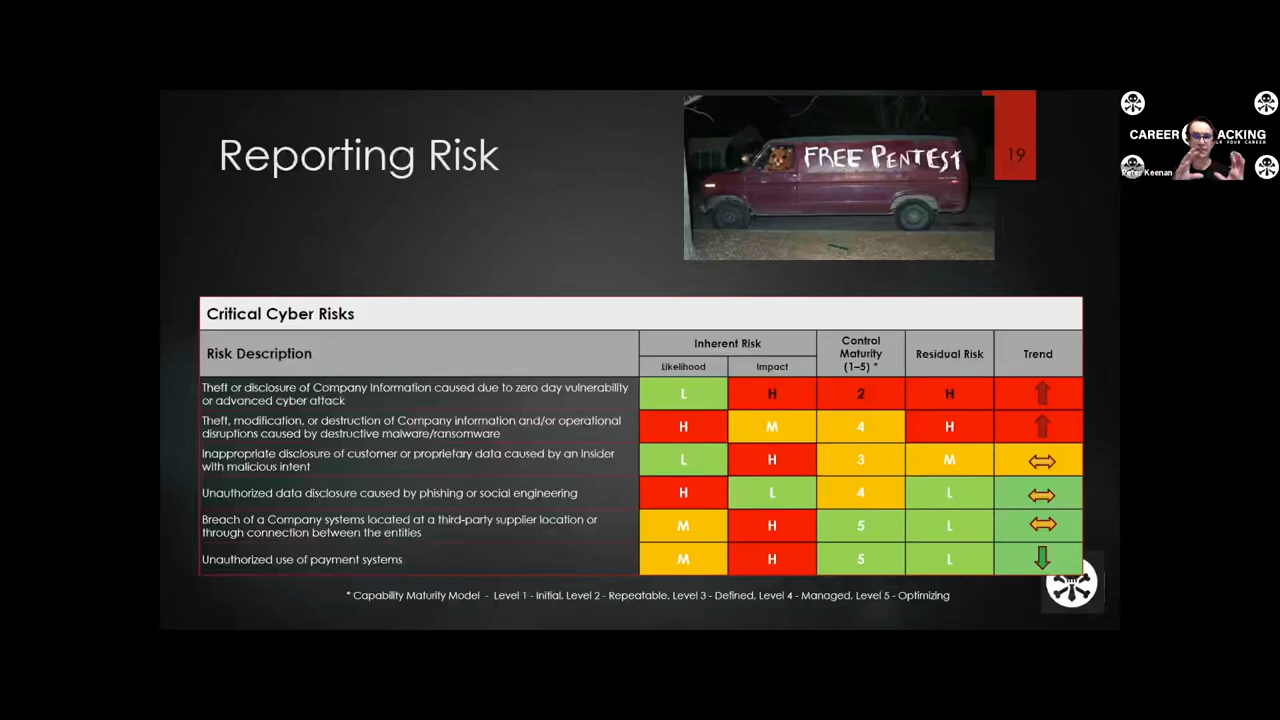 Reporting Risk
FREE PENTEST
19
CAREER HACKING
HACK YOUR CAREER
Peter Keenan
Critical Cyber Risks
Risk Description
Inherent Risk
Likelihood
Impact
Control
Maturity
(1–5) *
Residual Risk
Trend
Theft or disclosure of Company Information caused due to zero day vulnerability
or advanced cyber attack
L
H
2
H
Theft, modification, or destruction of Company information and/or operational
disruptions caused by destructive malware/ransomware
H
M
4
H
Inappropriate disclosure of customer or proprietary data caused by an insider
with malicious intent
L
H
3
M
Unauthorized data disclosure caused by phishing or social engineering
H
L
4
L
Breach of a Company systems located at a third-party supplier location or
through connection between the entities
M
H
5
L
Unauthorized use of payment systems
M
H
5
L
* Capability Maturity Model - Level 1 - Initial, Level 2 - Repeatable, Level 3 - Defined, Level 4 - Managed, Level 5 - Optimizing